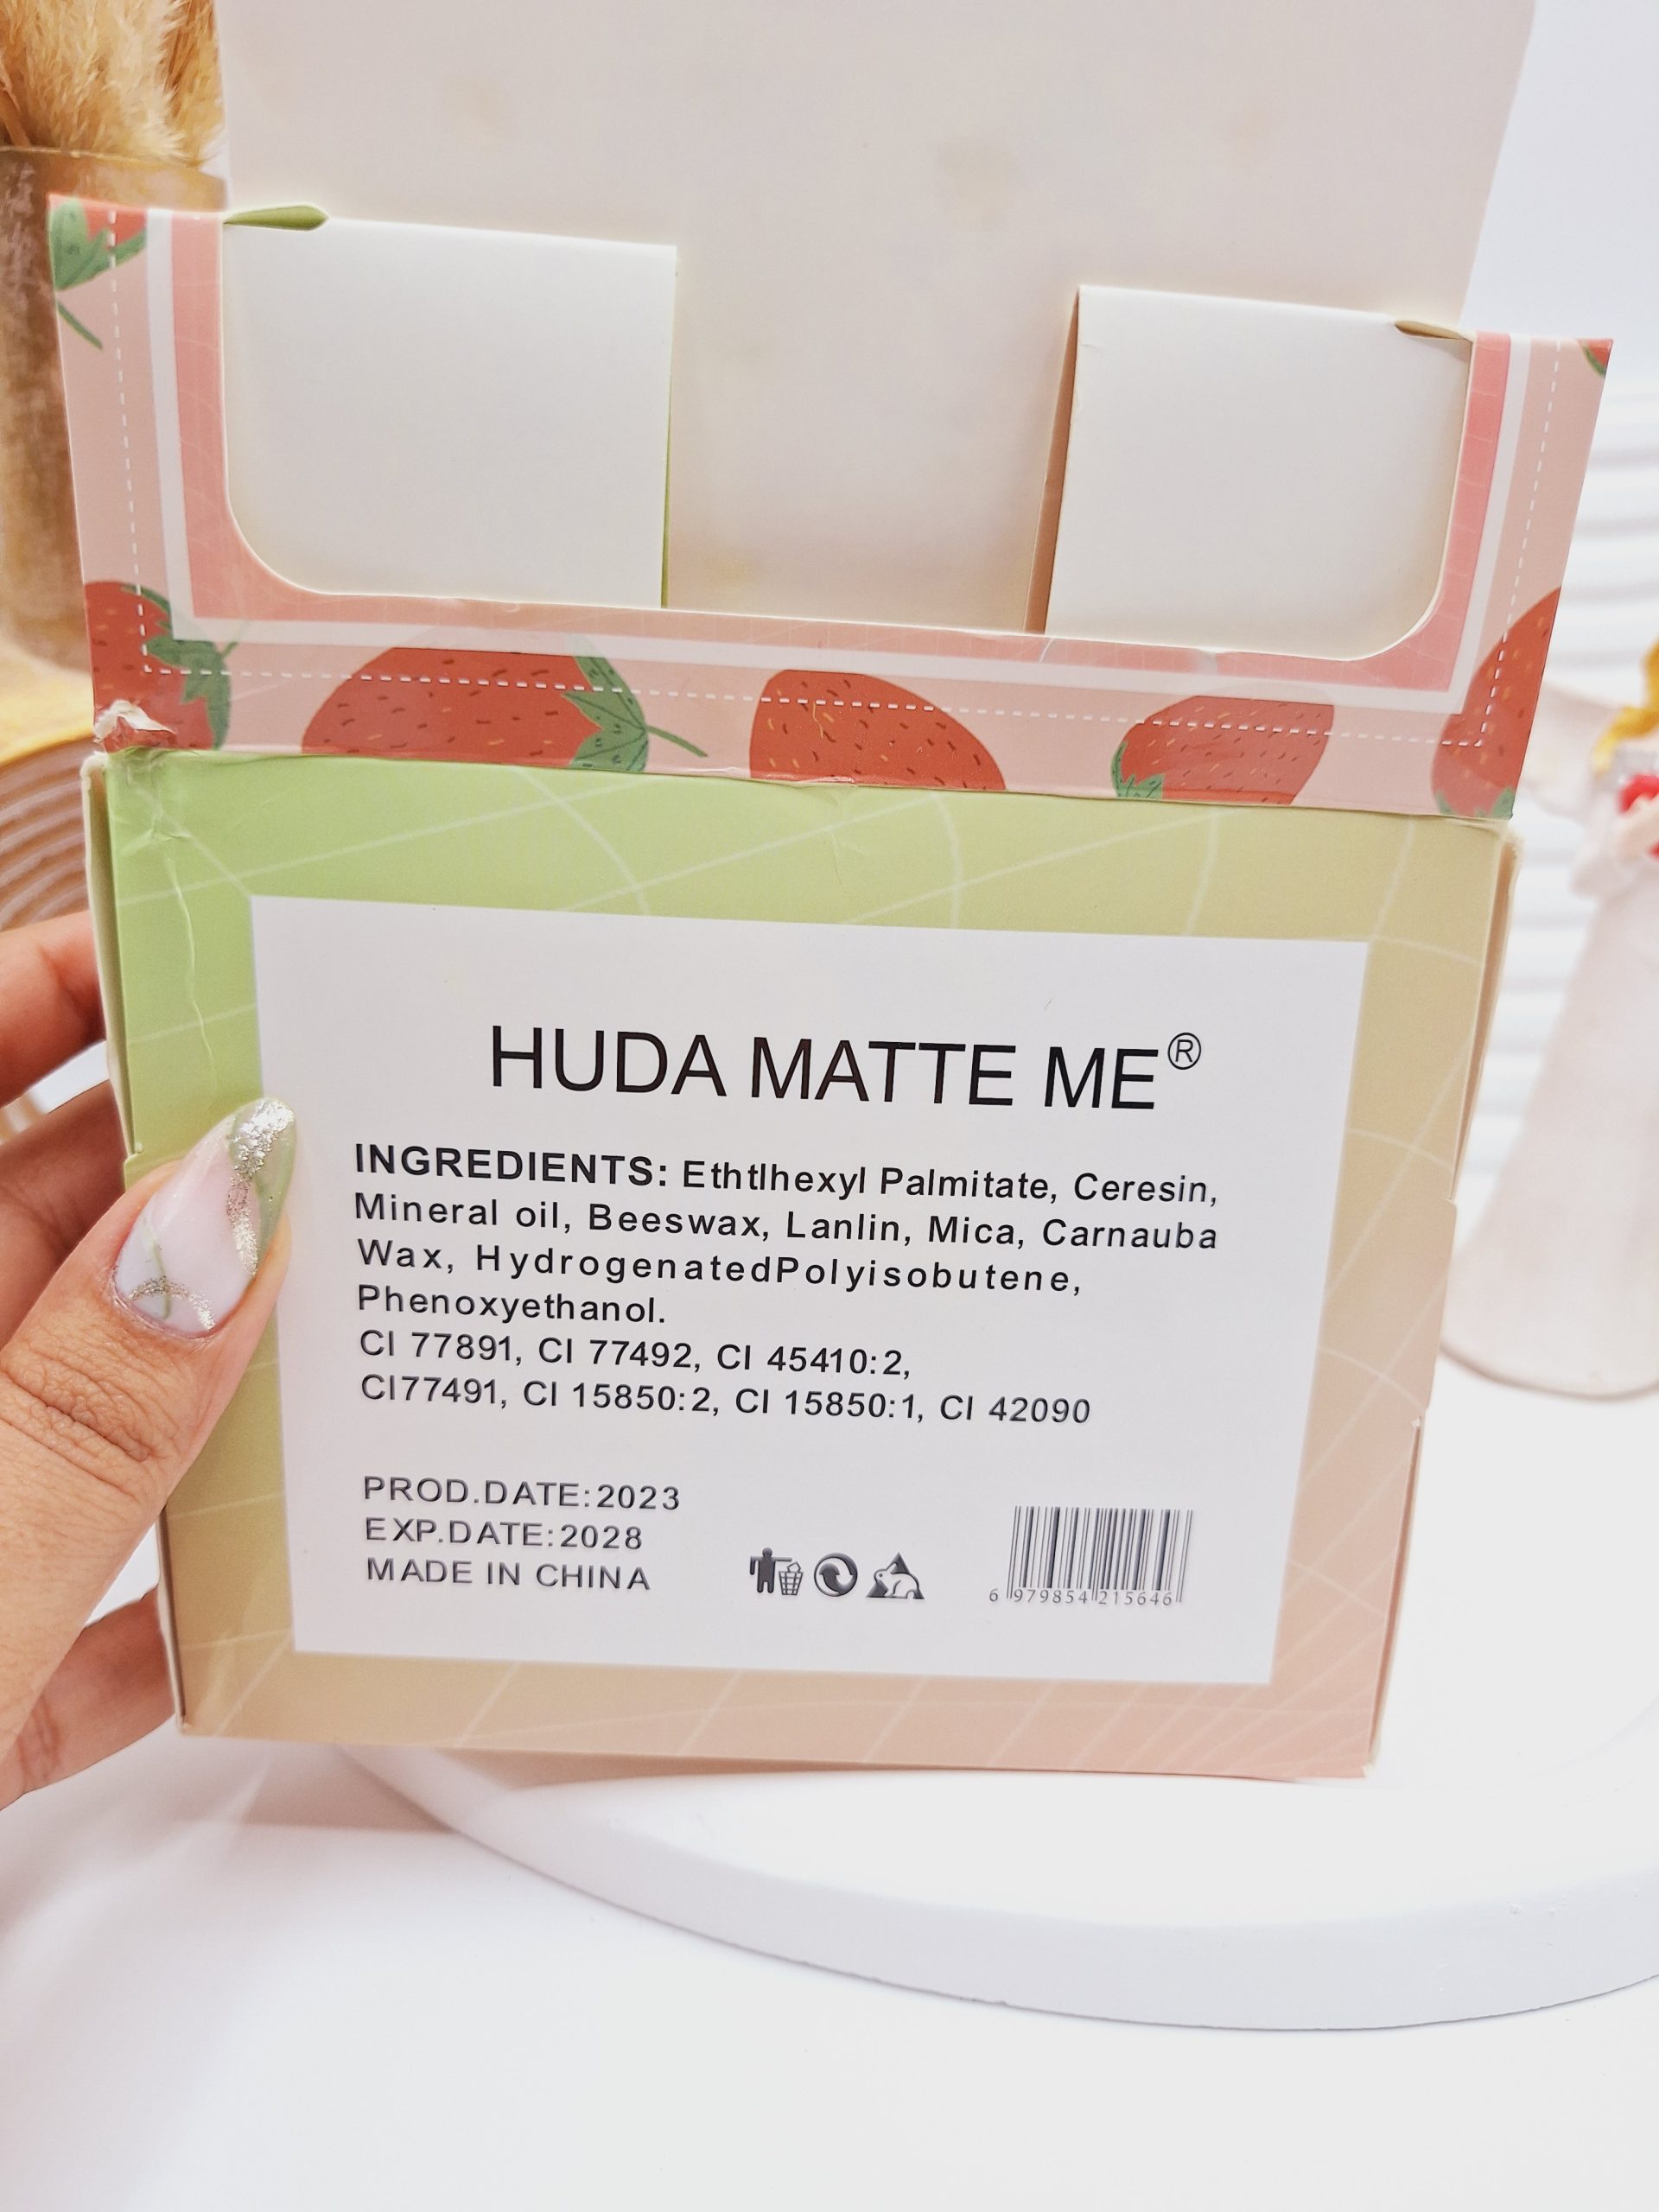 HUDA MATTE ME®
INGREDIENTS: Ethtlhexyl Palmitate, Ceresin,
Mineral oil, Beeswax, Lanlin, Mica, Carnauba
Wax, HydrogenatedPolyisobutene,
Phenoxyethanol.
CI 77891, CI 77492, CI 45410:2,
CI77491, CI 15850:2, CI 15850:1, CI 42090
PROD.DATE:2023
EXP.DATE:2028
MADE IN CHINA
6 979854 215646